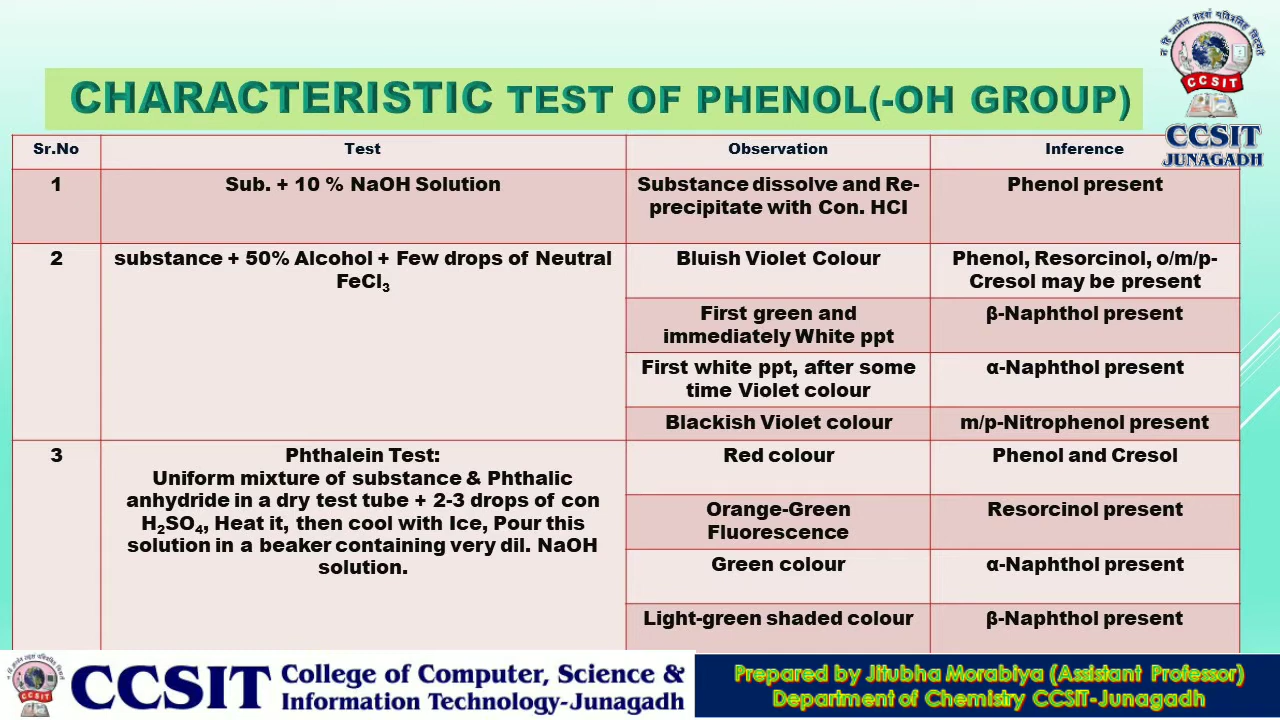 न हि ज्ञानेन सदृशं पवित्रमिह विद्यते
CCSIT
CCSIT
JUNAGADH
CHARACTERISTIC TEST OF PHENOL(-OH GROUP)
Sr.No Test Observation Inference
1 Sub. + 10 % NaOH Solution Substance dissolve and Re-
precipitate with Con. HCl Phenol present
2 substance + 50% Alcohol + Few drops of Neutral
FeCl3
Bluish Violet Colour Phenol, Resorcinol, o/m/p-
Cresol may be present
First green and
immediately White ppt β-Naphthol present
First white ppt, after some
time Violet colour α-Naphthol present
Blackish Violet colour m/p-Nitrophenol present
3 Phthalein Test:
Uniform mixture of substance & Phthalic
anhydride in a dry test tube + 2-3 drops of con
H2SO4, Heat it, then cool with Ice, Pour this
solution in a beaker containing very dil. NaOH
solution.
Red colour Phenol and Cresol
Orange-Green
Fluorescence Resorcinol present
Green colour α-Naphthol present
Light-green shaded colour β-Naphthol present
CCSIT
CCSIT
College of Computer, Science &
Information Technology-Junagadh
Prepared by Jitubha Morabiya (Assistant Professor)
Department of Chemistry CCSIT-Junagadh